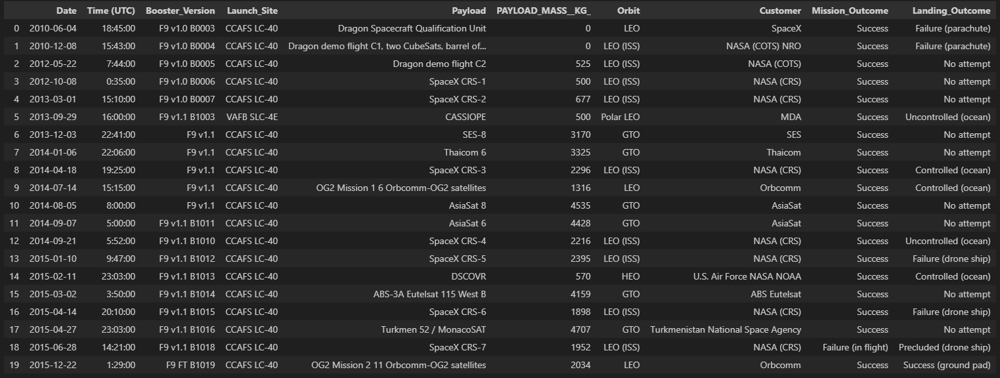 Date Time (UTC) Booster_Version Launch_Site Payload PAYLOAD_MASS__KG_ Orbit Customer Mission_Outcome Landing_Outcome
0 2010-06-04 18:45:00 F9 v1.0 B0003 CCAFS LC-40 Dragon Spacecraft Qualification Unit 0 LEO SpaceX Success Failure (parachute)
1 2010-12-08 15:43:00 F9 v1.0 B0004 CCAFS LC-40 Dragon demo flight C1, two CubeSats, barrel of... 0 LEO (ISS) NASA (COTS) NRO Success Failure (parachute)
2 2012-05-22 7:44:00 F9 v1.0 B0005 CCAFS LC-40 Dragon demo flight C2 525 LEO (ISS) NASA (COTS) Success No attempt
3 2012-10-08 0:35:00 F9 v1.0 B0006 CCAFS LC-40 SpaceX CRS-1 500 LEO (ISS) NASA (CRS) Success No attempt
4 2013-03-01 15:10:00 F9 v1.0 B0007 CCAFS LC-40 SpaceX CRS-2 677 LEO (ISS) NASA (CRS) Success No attempt
5 2013-09-29 16:00:00 F9 v1.1 B1003 VAFB SLC-4E CASSIOPE 500 Polar LEO MDA Success Uncontrolled (ocean)
6 2013-12-03 22:41:00 F9 v1.1 CCAFS LC-40 SES-8 3170 GTO SES Success No attempt
7 2014-01-06 22:06:00 F9 v1.1 CCAFS LC-40 Thaicom 6 3325 GTO Thaicom Success No attempt
8 2014-04-18 19:25:00 F9 v1.1 CCAFS LC-40 SpaceX CRS-3 2296 LEO (ISS) NASA (CRS) Success Controlled (ocean)
9 2014-07-14 15:15:00 F9 v1.1 CCAFS LC-40 OG2 Mission 1 6 Orbcomm-OG2 satellites 1316 LEO Orbcomm Success Controlled (ocean)
10 2014-08-05 8:00:00 F9 v1.1 CCAFS LC-40 AsiaSat 8 4535 GTO AsiaSat Success No attempt
11 2014-09-07 5:00:00 F9 v1.1 B1011 CCAFS LC-40 AsiaSat 6 4428 GTO AsiaSat Success No attempt
12 2014-09-21 5:52:00 F9 v1.1 B1010 CCAFS LC-40 SpaceX CRS-4 2216 LEO (ISS) NASA (CRS) Success Uncontrolled (ocean)
13 2015-01-10 9:47:00 F9 v1.1 B1012 CCAFS LC-40 SpaceX CRS-5 2395 LEO (ISS) NASA (CRS) Success Failure (drone ship)
14 2015-02-11 23:03:00 F9 v1.1 B1013 CCAFS LC-40 DSCOVR 570 HEO U.S. Air Force NASA NOAA Success Controlled (ocean)
15 2015-03-02 3:50:00 F9 v1.1 B1014 CCAFS LC-40 ABS-3A Eutelsat 115 West B 4159 GTO ABS Eutelsat Success No attempt
16 2015-04-14 20:10:00 F9 v1.1 B1015 CCAFS LC-40 SpaceX CRS-6 1898 LEO (ISS) NASA (CRS) Success Failure (drone ship)
17 2015-04-27 23:03:00 F9 v1.1 B1016 CCAFS LC-40 Turkmen 52 / MonacoSAT 4707 GTO Turkmenistan National Space Agency Success No attempt
18 2015-06-28 14:21:00 F9 v1.1 B1018 CCAFS LC-40 SpaceX CRS-7 1952 LEO (ISS) NASA (CRS) Failure (in flight) Precluded (drone ship)
19 2015-12-22 1:29:00 F9 FT B1019 CCAFS LC-40 OG2 Mission 2 11 Orbcomm-OG2 satellites 2034 LEO Orbcomm Success Success (ground pad)